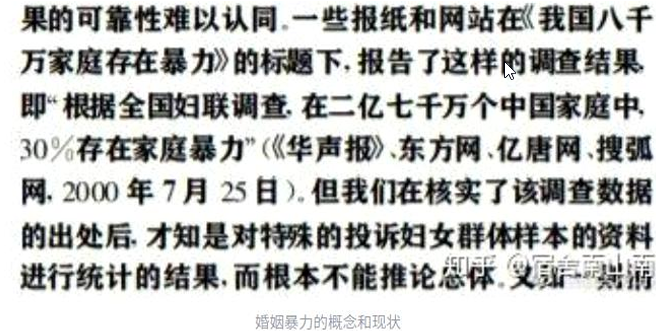 果的可靠性难以认同。一些报纸和网站在《我国八千
万家庭存在暴力》的标题下，报告了这样的调查结果，
即“根据全国妇联调查，在二亿七千万个中国家庭中，
30%存在家庭暴力”（《华声报》、东方网、亿唐网、搜狐
网，2000 年 7 月 25 日）。但我们在核实了该调查数据
的出处后，才知是对特殊的投诉妇女群体样本的资料
进行统计的结果，而根本不能推论总体。又如
知乎
婚姻暴力的概念和现状